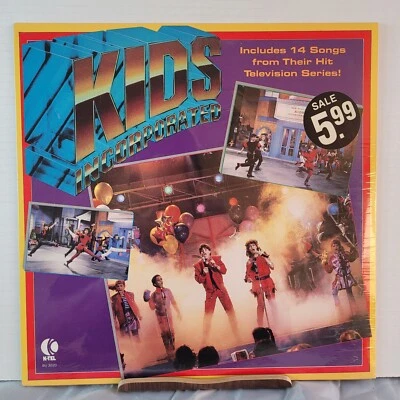 KIDS
INCORPORATED
Includes 14 Songs
from Their Hit
Television Series!
SALE
5.99
K-TEL